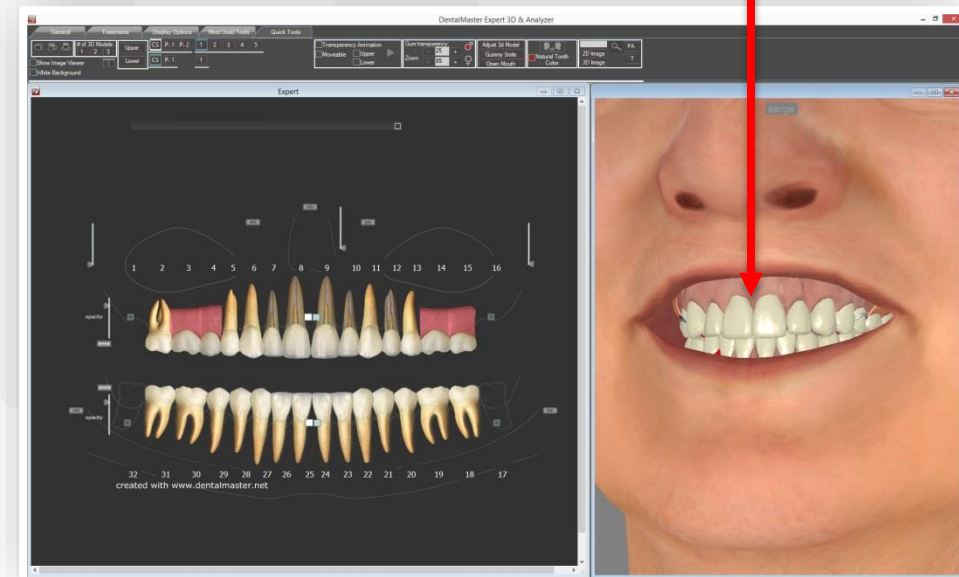 DentalMaster Expert 3D & Analyzer
General Treatments Display Options Most Used Tools Quick Tools
# of 3D Models
1 2 3
Show Image Viewer
White Background
Upper
Lower
CS P. 1 P. 2 1 2 3 4 5
CS P. 1 1
Transparency Animation
Moveable Upper
Lower
Gum transparency
- 25 +
Zoom - 65 +
Adjust 3d Model
Gummy Smile
Open Mouth
Natural Tooth
Color
2D Image
3D Image
PA
?
Expert
serge
1 2 3 4 5 6 7 8 9 10 11 12 13 14 15 16
opacity
opacity
32 31 30 29 28 27 26 25 24 23 22 21 20 19 18 17
created with www.dentalmaster.net